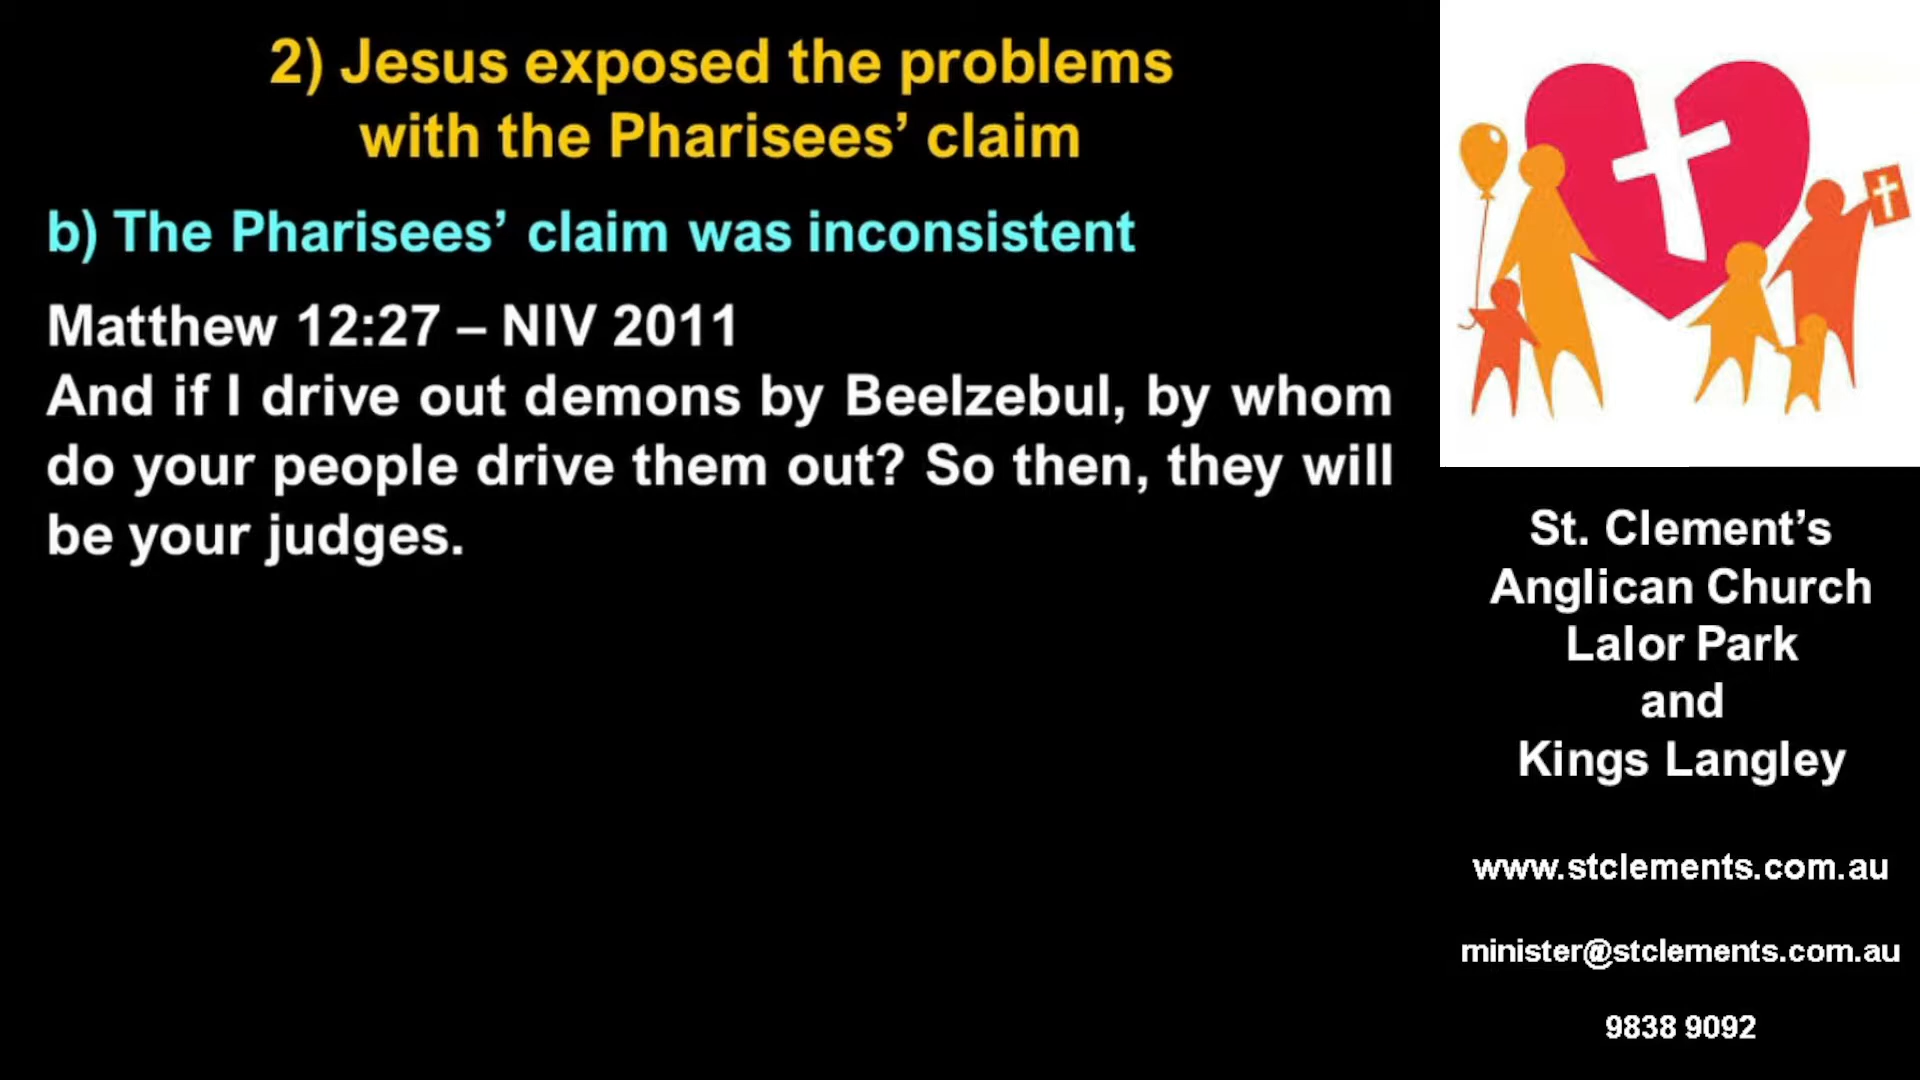 2) Jesus exposed the problems
with the Pharisees’ claim
b) The Pharisees’ claim was inconsistent
Matthew 12:27 – NIV 2011
And if I drive out demons by Beelzebul, by whom
do your people drive them out? So then, they will
be your judges.
St. Clement’s
Anglican Church
Lalor Park
and
Kings Langley
www.stclements.com.au
minister@stclements.com.au
9838 9092